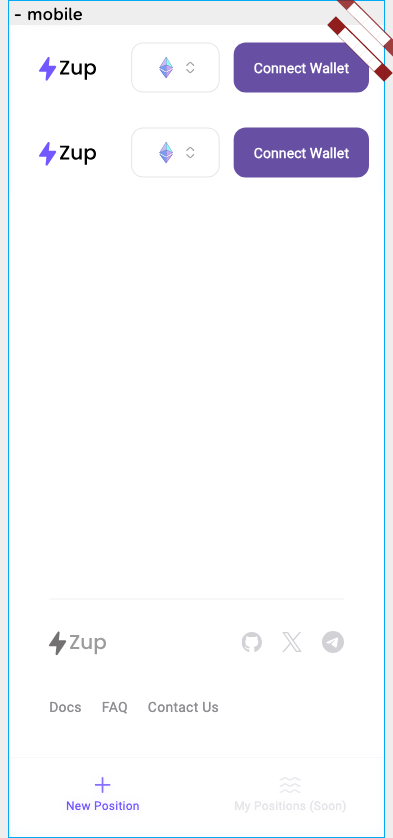 - mobile
Zup
Connect Wallet
Zup
Connect Wallet
Zup
Docs FAQ Contact Us
New Position
My Positions (Soon)